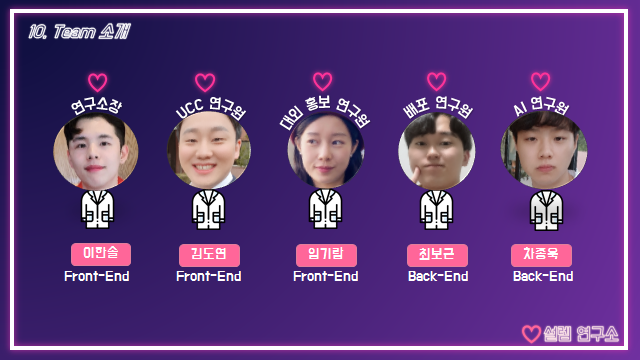 10. Team 소개
연구소장
UCC 연구원
대외 홍보 연구원
배포 연구원
AI 연구원
이한솔
김도연
임기람
최보근
차종욱
Front-End
Front-End
Front-End
Back-End
Back-End
설렘 연구소